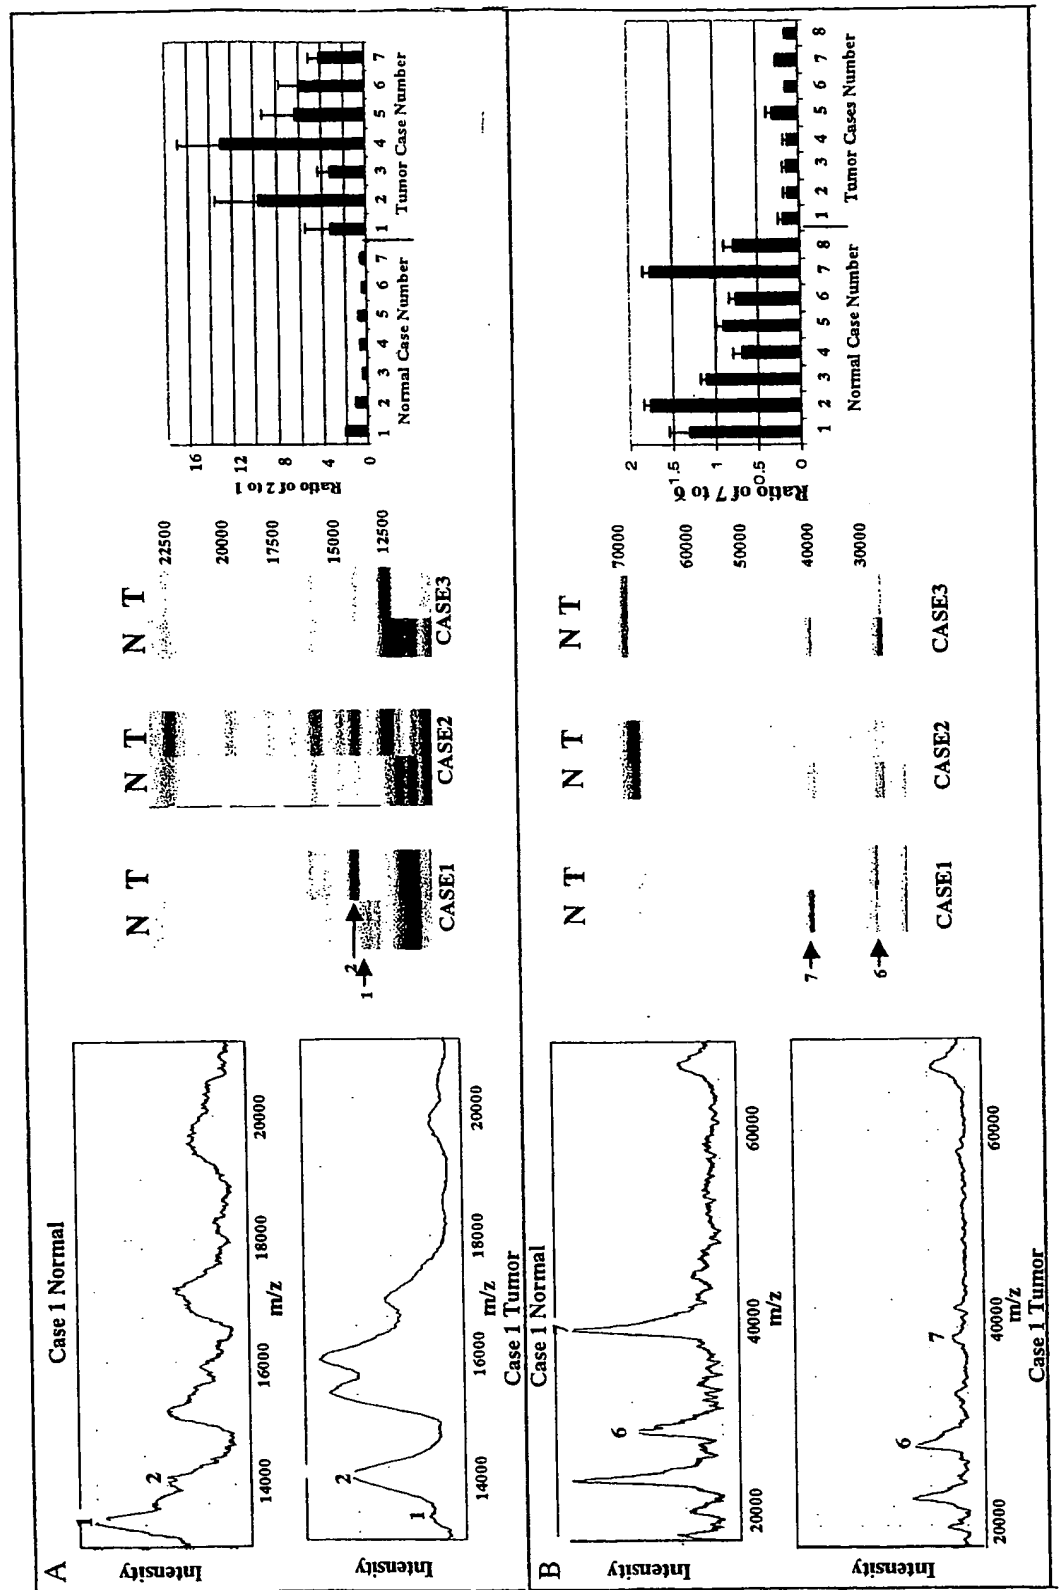 A
Case 1 Normal
Intensity
1
2
14000 16000 18000 20000
m/z
Intensity
1
2
14000 16000 18000 20000
m/z
Case 1 Tumor
N T N T N T
22500
20000
17500
15000
12500
2
1
CASE1 CASE2 CASE3
Ratio of 2 to 1
16
12
8
4
0
1 2 3 4 5 6 7 1 2 3 4 5 6 7
Normal Case Number Tumor Case Number
B
Case 1 Normal
Intensity
6
7
20000 40000 60000
m/z
Intensity
6
7
20000 40000 60000
m/z
Case 1 Tumor
N T N T N T
70000
60000
50000
40000
30000
7
6
CASE1 CASE2 CASE3
Ratio of 7 to 6
2
1.5
1
0.5
0
1 2 3 4 5 6 7 8 1 2 3 4 5 6 7 8
Normal Case Number Tumor Cases Number